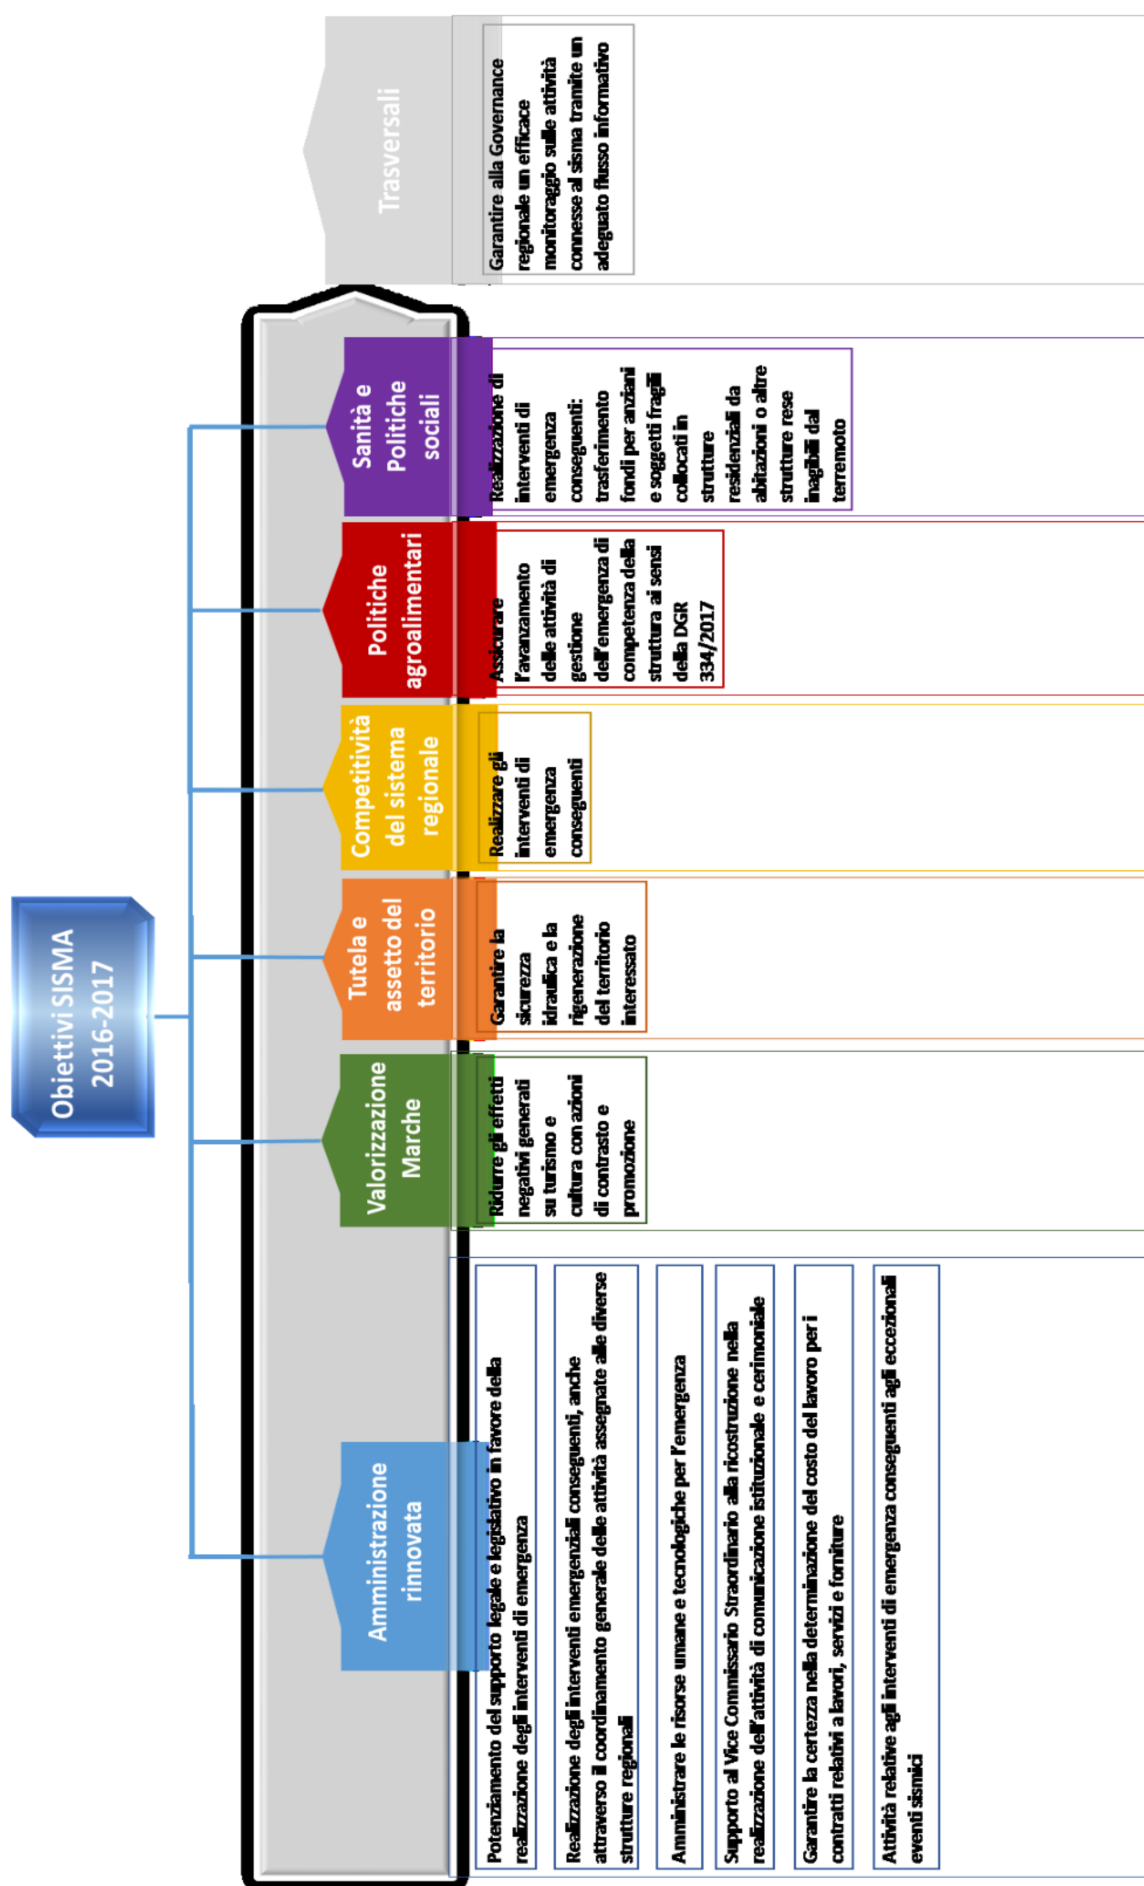 Obiettivi SISMA
2016-2017
Amministrazione
rinnovata
Potenziamento del supporto legale e legislativo in favore della
realizzazione degli interventi di emergenza
Realizzazione degli interventi emergenziali conseguenti, anche
attraverso il coordinamento generale delle attività assegnate alle diverse
strutture regionali
Amministrare le risorse umane e tecnologiche per l'emergenza
Supporto al Vice Commissario Straordinario alla ricostruzione nella
realizzazione dell'attività di comunicazione istituzionale e cerimoniale
Garantire la certezza nella determinazione del costo del lavoro per i
contratti relativi a lavori, servizi e forniture
Attività relative agli interventi di emergenza conseguenti agli eccezionali
eventi sismici
Valorizzazione
Marche
Ridurre gli effetti
negativi generati
su turismo e
cultura con azioni
di contrasto e
promozione
Tutela e
assetto del
territorio
Garantire la
sicurezza
idraulica e la
rigenerazione
del territorio
interessato
Competitività
del sistema
regionale
Realizzare gli
interventi di
emergenza
conseguenti
Politiche
agroalimentari
Assicurare
l'avanzamento
delle attività di
gestione
dell'emergenza di
competenza della
struttura ai sensi
della DGR
334/2017
Sanità e
Politiche
sociali
Realizzazione di
interventi di
emergenza
conseguenti:
trasferimento
fondi per anziani
e soggetti fragili
collocati in
strutture
residenziali da
abitazioni o altre
strutture rese
inagibili dal
terremoto
Trasversali
Garantire alla Governance
regionale un efficace
monitoraggio sulle attività
connesse al sisma tramite un
adeguato flusso informativo